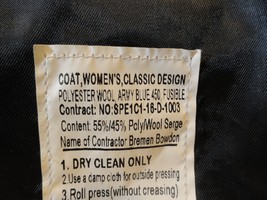 COAT,WOMEN'S,CLASSIC DESIGN
POLYESTER WOOL, ARMY BLUE 450, FUSIBLE
Contract: NO:SPE1C1-16-D-1003
Content: 55%/45% Poly/Wool Serge
Name of Contractor Bremen Bowdon
1. DRY CLEAN ONLY
2.Use a damp cloth for outside pressing
3 Roll press(without creasing)